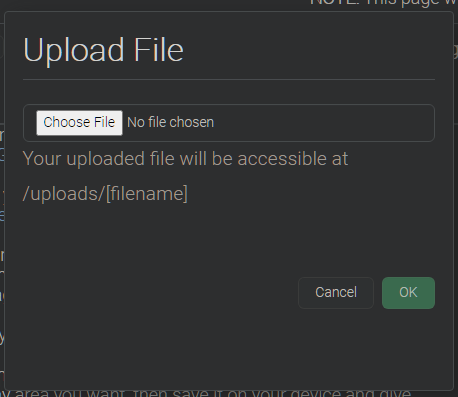 NOTE: This page w
Upload File
Choose File No file chosen
Your uploaded file will be accessible at
/uploads/[filename]
Cancel OK
area you want, then save it on your device and give